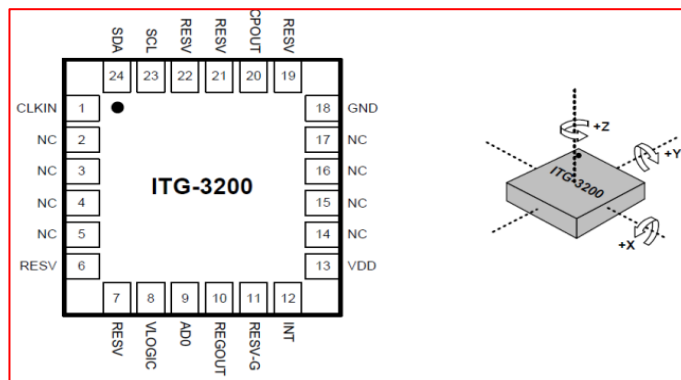 SDA SCL RESV RESV CPOUT RESV
24 23 22 21 20 19
CLKIN 1 18 GND
NC 2 17 NC
NC 3 16 NC
ITG-3200
NC 4 15 NC
NC 5 14 NC
RESV 6 13 VDD
7 8 9 10 11 12
RESV VLOGIC AD0 REGOUT RESV-G INT
+Z
+Y
ITG-3200
+X